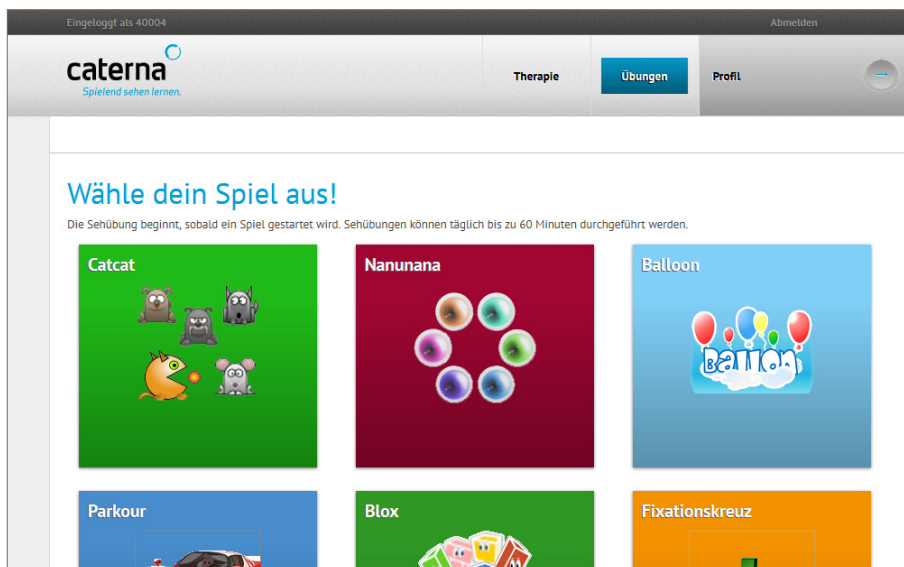 Eingeloggt als 40004
Abmelden
caterna
Spielend sehen lernen.
Therapie
Übungen
Profil
Wähle dein Spiel aus!
Die Sehübung beginnt, sobald ein Spiel gestartet wird. Sehübungen können täglich bis zu 60 Minuten durchgeführt werden.
Catcat
Nanunana
Balloon
Ballon
Parkour
Blox
Fixationskreuz